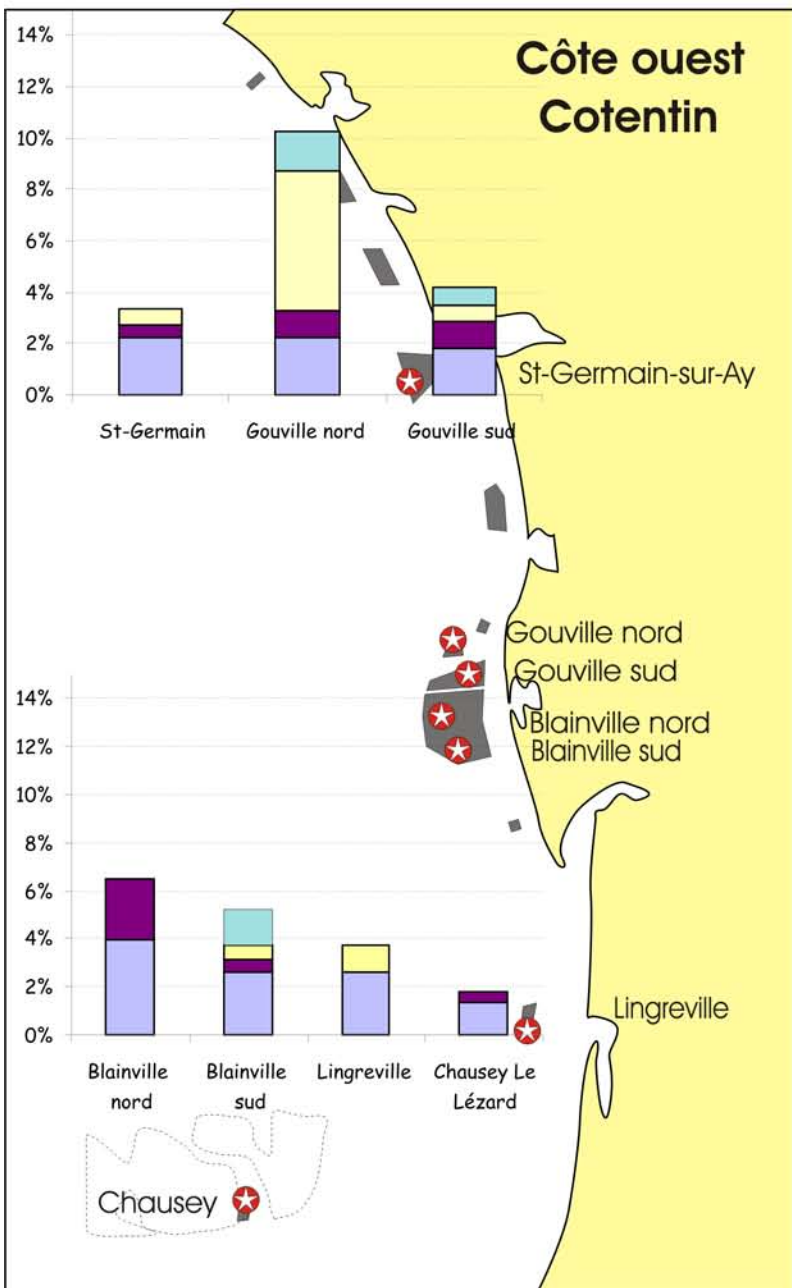 Côte ouest
Cotentin
14%
12%
10%
8%
6%
4%
2%
0%
St-Germain
Gouville nord
Gouville sud
St-Germain-sur-Ay
Gouville nord
Gouville sud
Blainville nord
Blainville sud
14%
12%
10%
8%
6%
4%
2%
0%
Lingreville
Blainville
nord
Blainville
sud
Lingreville
Chausey Le
Lézard
Chausey